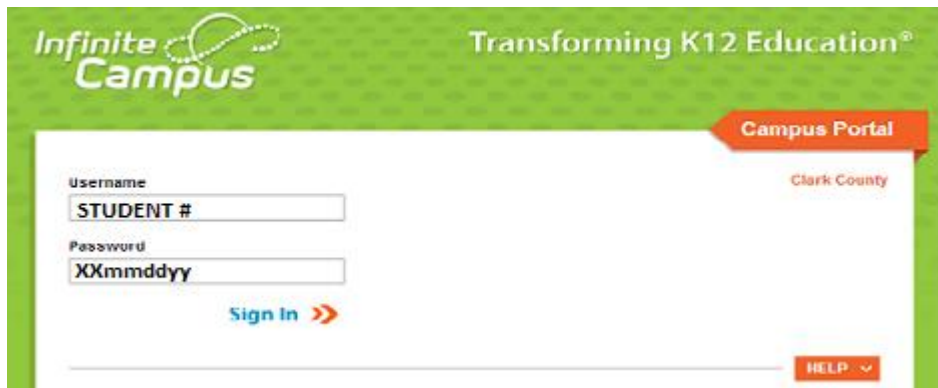 Infinite
Campus
Transforming K12 Education®
Campus Portal
Clark County
Username
STUDENT #
Password
XXmmddyy
Sign In
HELP